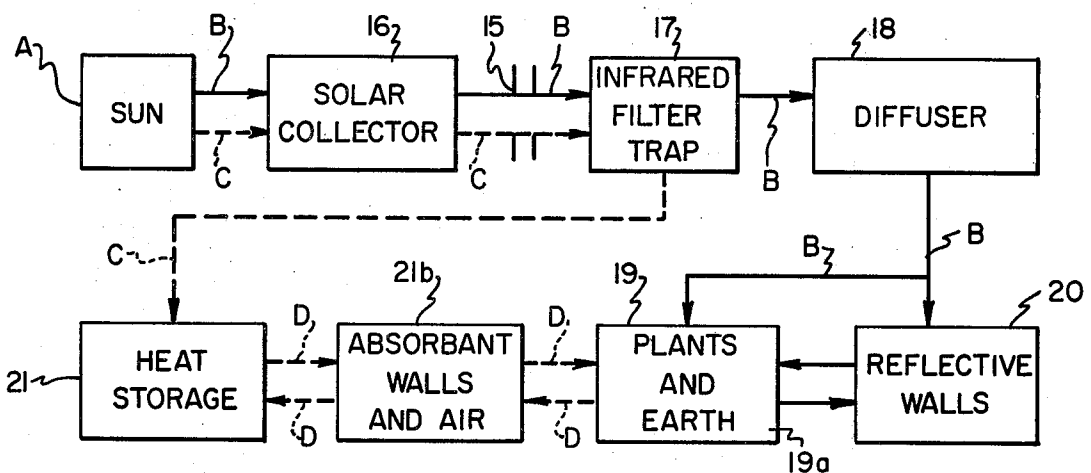 A
B
16
15
B
17
18
SUN
SOLAR
COLLECTOR
INFRARED
FILTER
TRAP
DIFFUSER
C
C
B
B
C
B
21b
19
20
D
D
HEAT
STORAGE
ABSORBANT
WALLS
AND AIR
PLANTS
AND
EARTH
REFLECTIVE
WALLS
21
D
D
19a